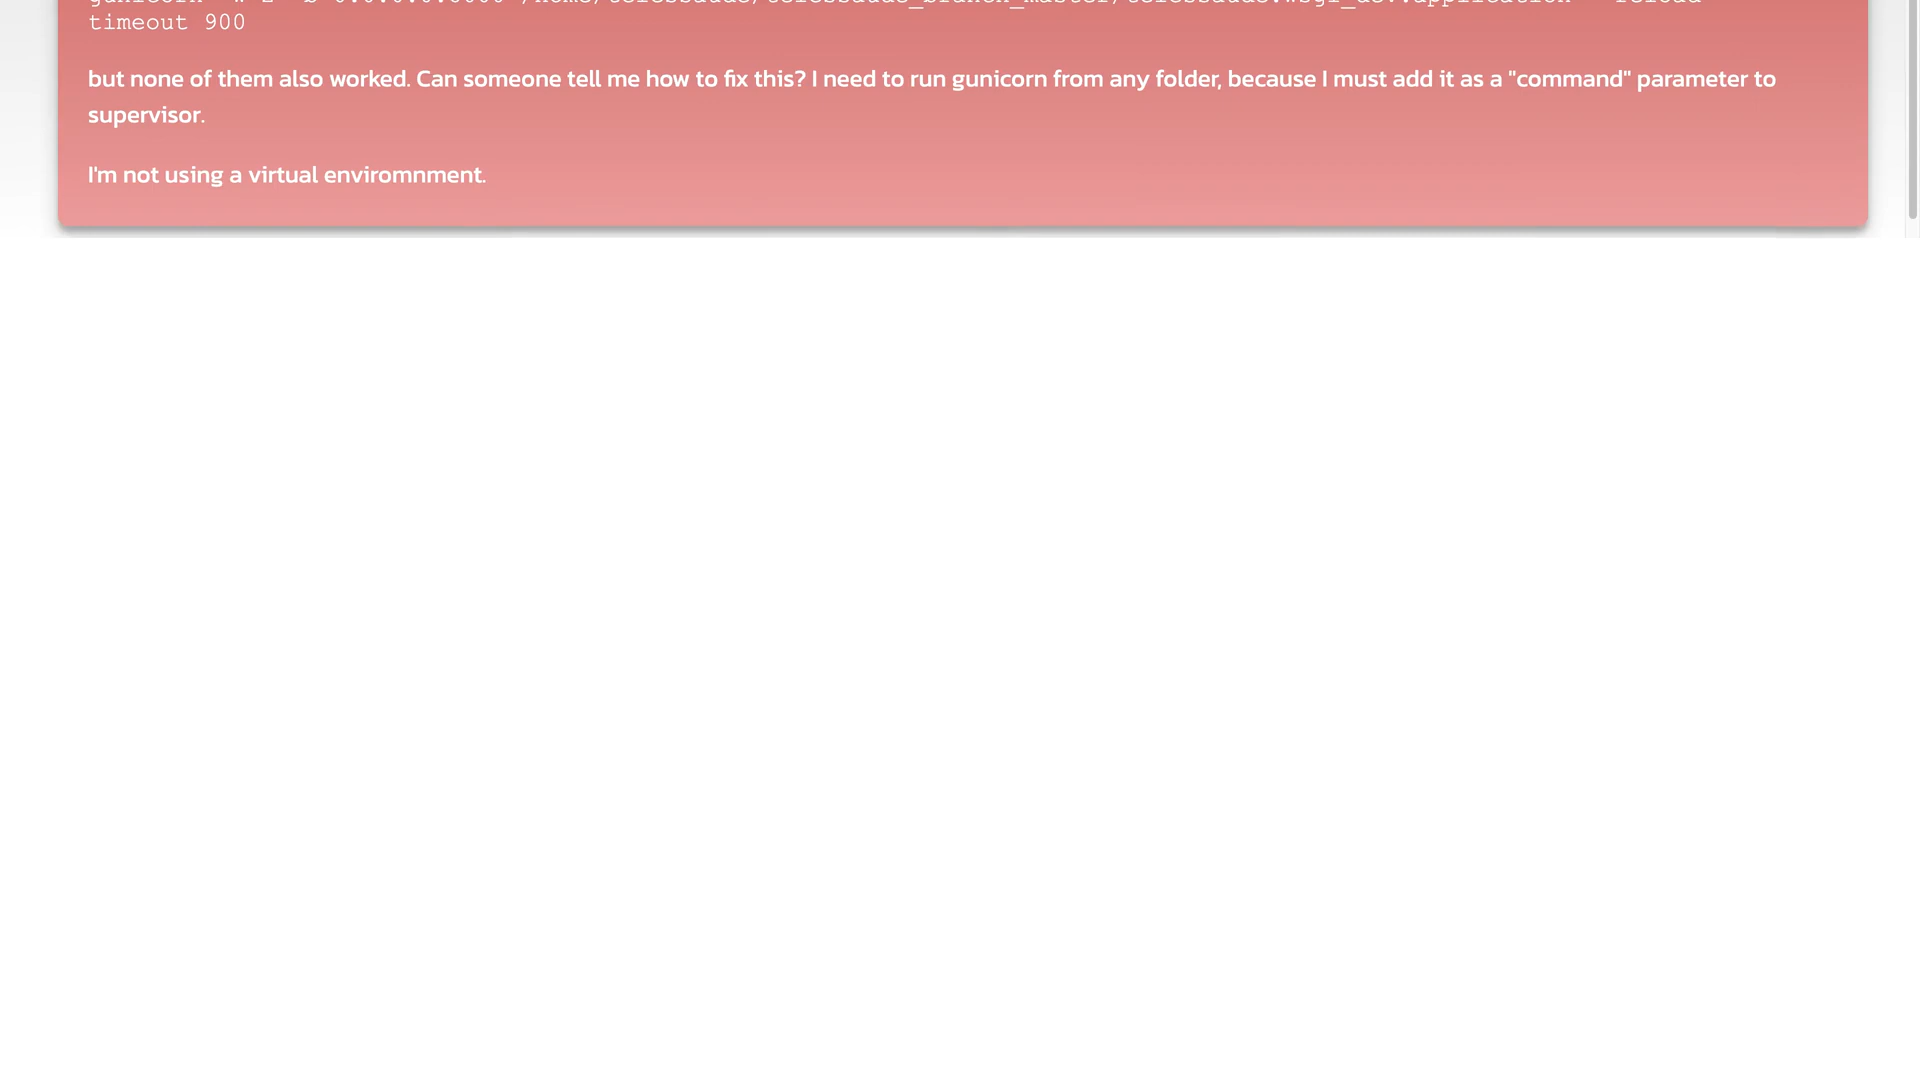 timeout 900
but none of them also worked. Can someone tell me how to fix this? I need to run gunicorn from any folder, because I must add it as a "command" parameter to
supervisor.
I'm not using a virtual enviromnment.